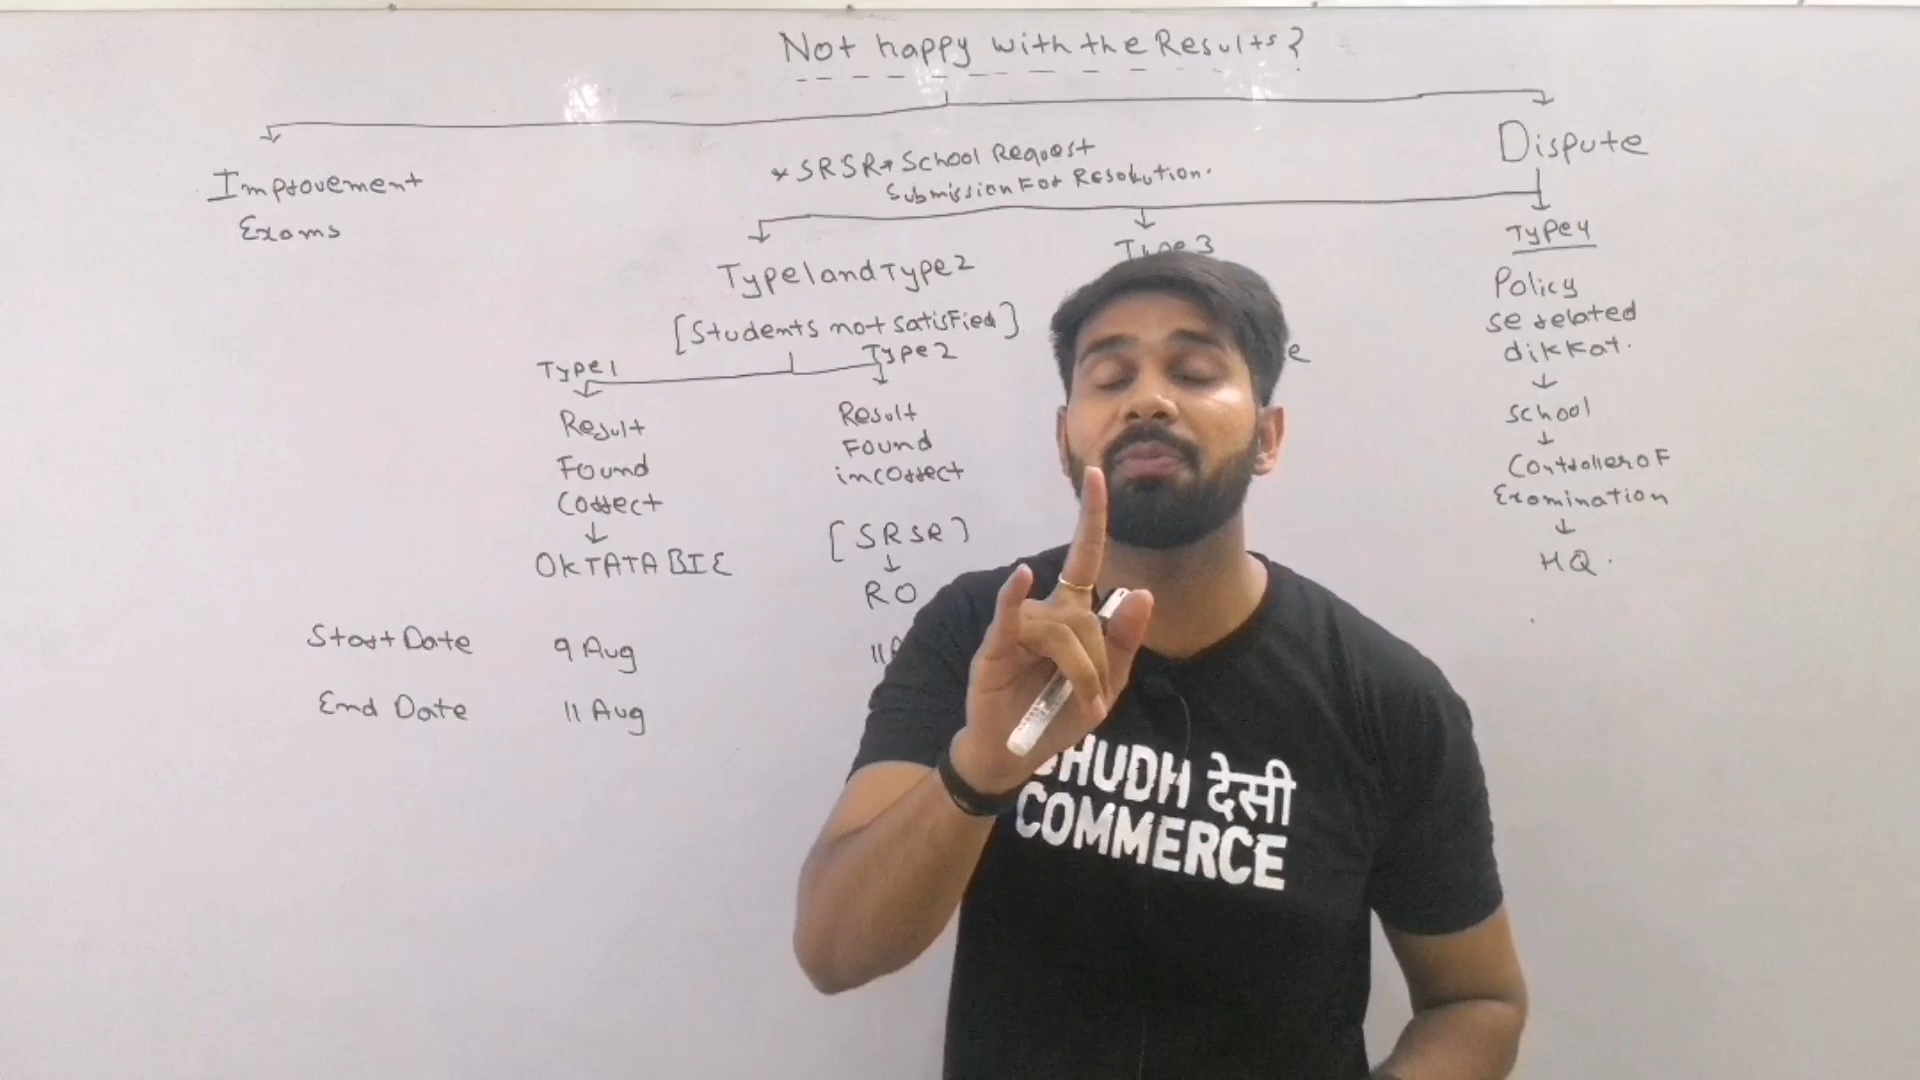 Not happy with the Results?
Improvement
Exams
* SRSR → School Request
Submission For Resolution.
Dispute
Type 1 and Type 2
[Students not satisfied]
Type 3
Type 4
Policy
se related
dikkat.
School
Controller of
Examination
HQ.
Type 1
Result
Found
Correct
OK TATA BIE
Type 2
Result
Found
incorrect
[SRSR]
RO
Start Date 9 Aug
End Date 11 Aug
देसी
COMMERCE